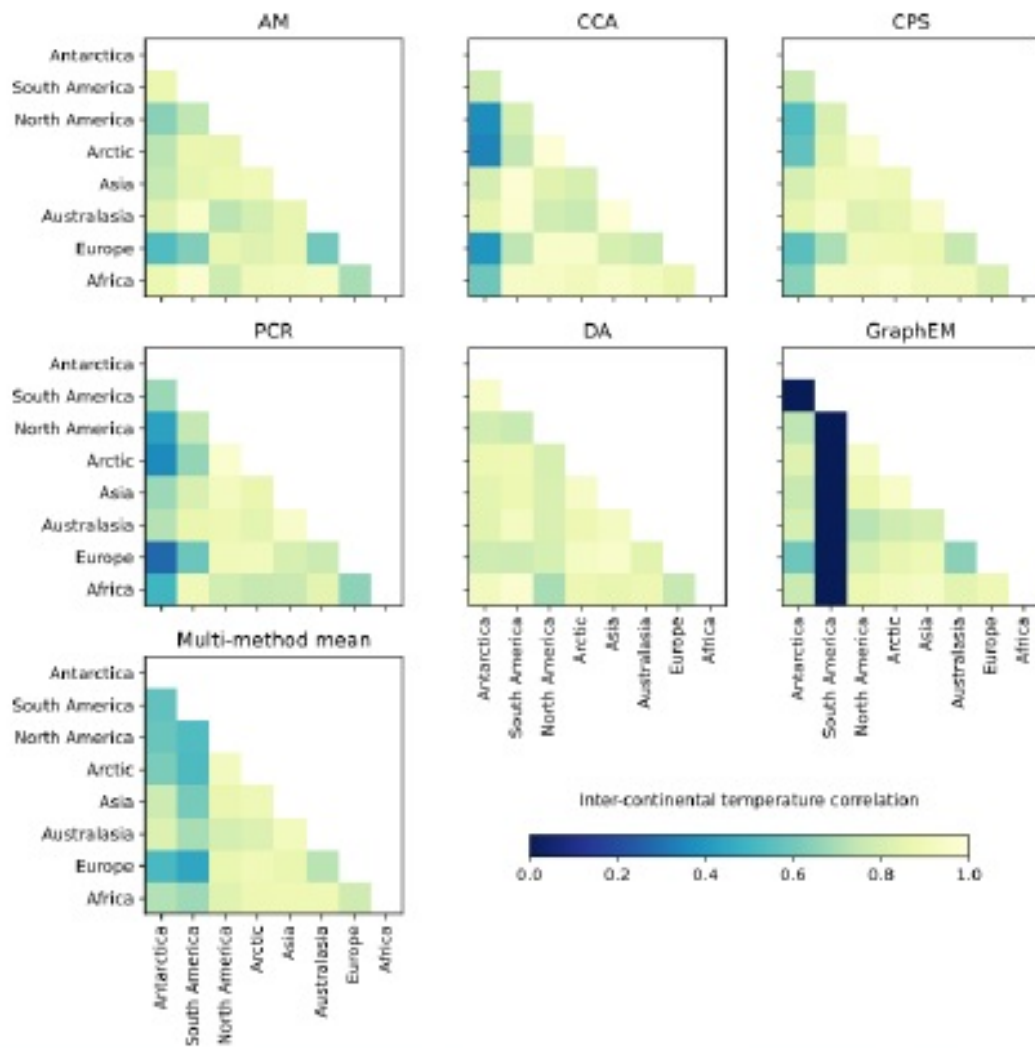 AM
CCA
CPS
Antarctica
South America
North America
Arctic
Asia
Australasia
Europe
Africa
PCR
DA
GraphEM
Antarctica
South America
North America
Arctic
Asia
Australasia
Europe
Africa
Antarctica
South America
North America
Arctic
Asia
Australasia
Europe
Africa
Antarctica
South America
North America
Arctic
Asia
Australasia
Europe
Africa
Multi-method mean
Antarctica
South America
North America
Arctic
Asia
Australasia
Europe
Africa
Antarctica
South America
North America
Arctic
Asia
Australasia
Europe
Africa
Inter-continental temperature correlation
0.0 0.2 0.4 0.6 0.8 1.0